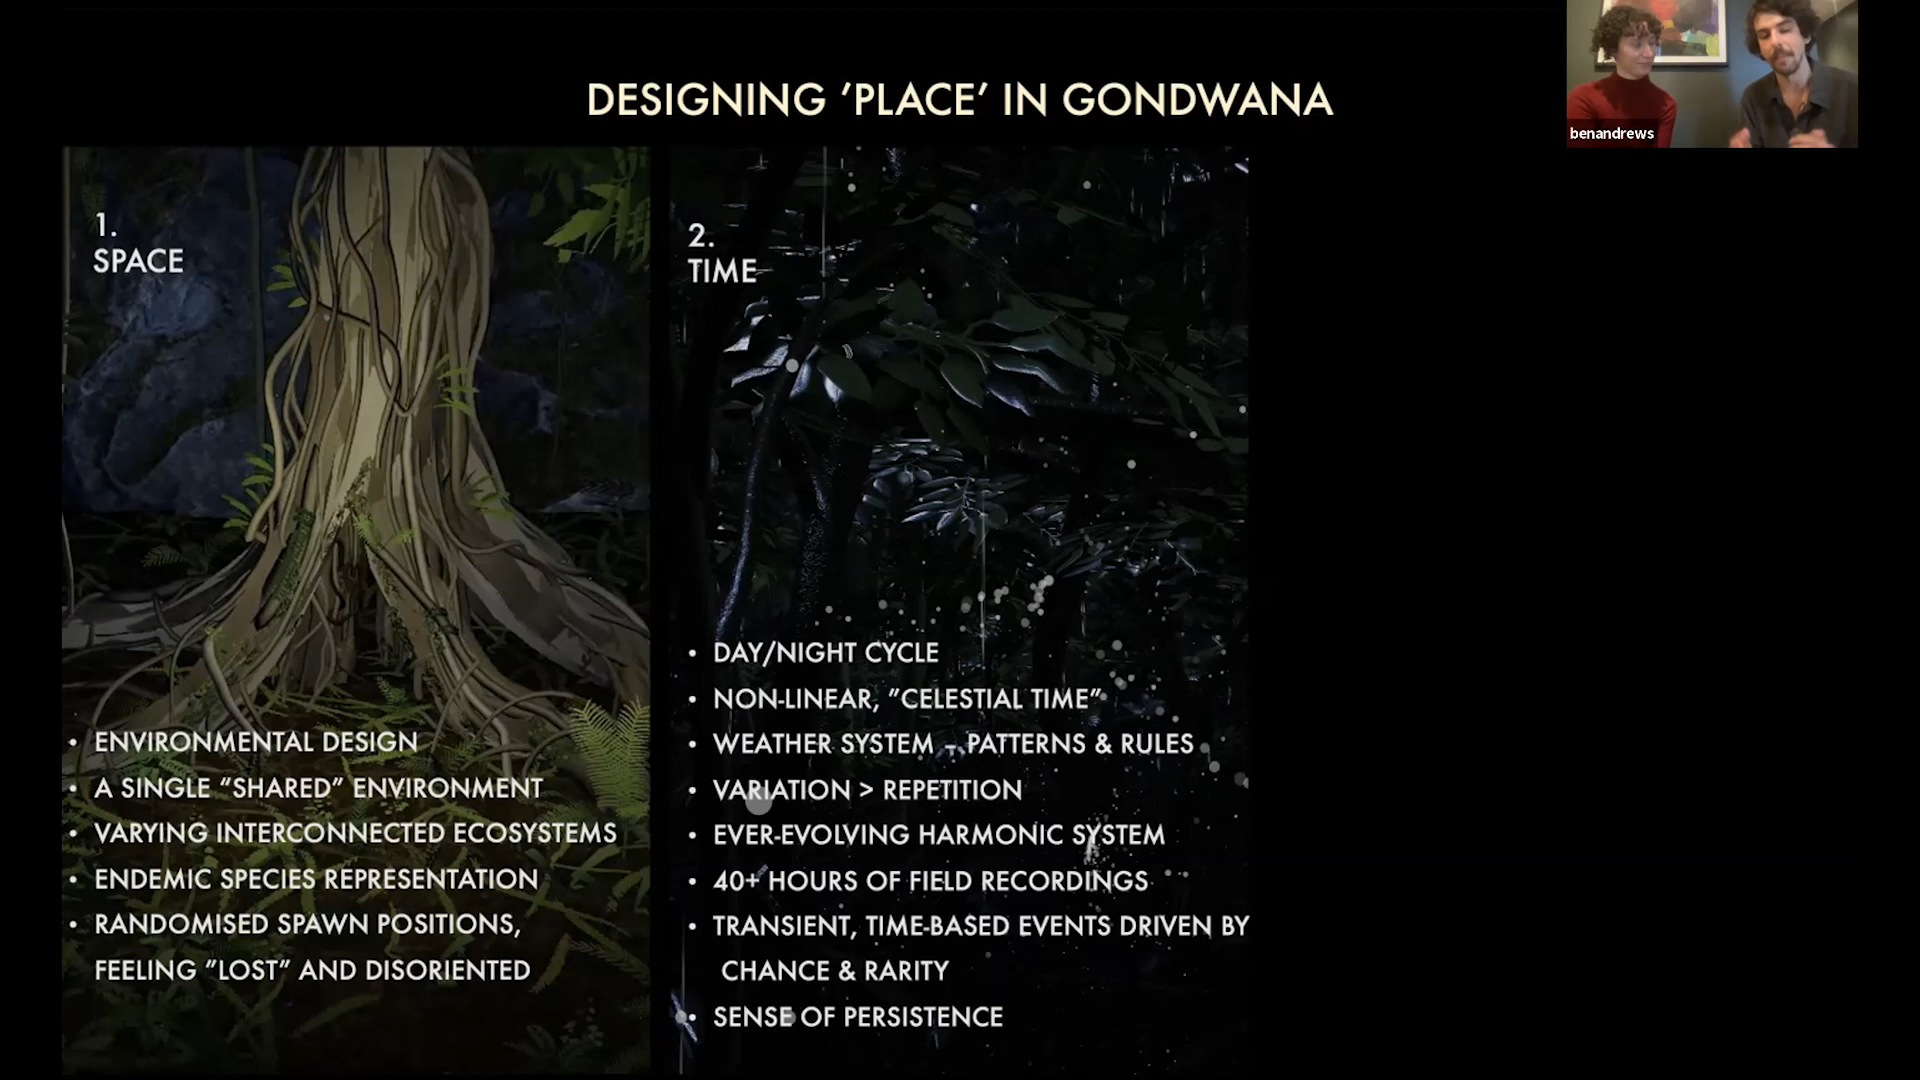 DESIGNING ’PLACE’ IN GONDWANA
benandrews
1.
SPACE
• ENVIRONMENTAL DESIGN
• A SINGLE ”SHARED” ENVIRONMENT
• VARYING INTERCONNECTED ECOSYSTEMS
• ENDEMIC SPECIES REPRESENTATION
• RANDOMISED SPAWN POSITIONS,
FEELING ”LOST” AND DISORIENTED
2.
TIME
• DAY/NIGHT CYCLE
• NON-LINEAR, ”CELESTIAL TIME”
• WEATHER SYSTEM – PATTERNS & RULES
• VARIATION > REPETITION
• EVER-EVOLVING HARMONIC SYSTEM
• 40+ HOURS OF FIELD RECORDINGS
• TRANSIENT, TIME-BASED EVENTS DRIVEN BY
CHANCE & RARITY
• SENSE OF PERSISTENCE